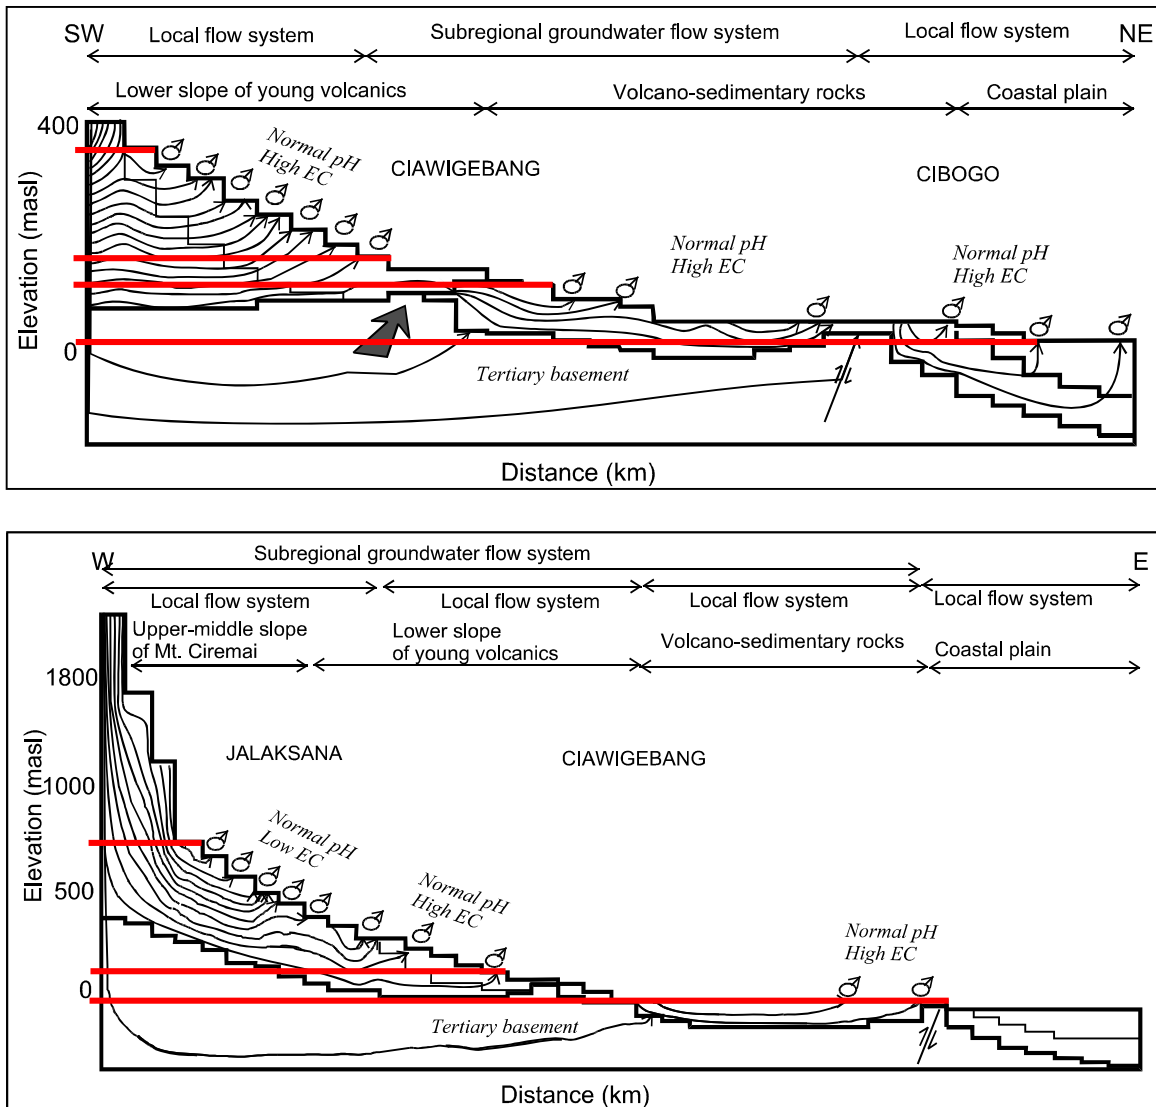 SW
Local flow system
Subregional groundwater flow system
Local flow system
NE
Lower slope of young volcanics
Volcano-sedimentary rocks
Coastal plain
400
Normal pH
High EC
CIAWIGEBANG
CIBOGO
Elevation (masl)
Normal pH
High EC
Normal pH
High EC
0
Tertiary basement
Distance (km)
W
Subregional groundwater flow system
E
Local flow system
Local flow system
Local flow system
Local flow system
Upper-middle slope
of Mt. Ciremai
Lower slope
of young volcanics
Volcano-sedimentary rocks
Coastal plain
1800
JALAKSANA
CIAWIGEBANG
1000
Elevation (masl)
Normal pH
Low EC
500
Normal pH
High EC
Normal pH
High EC
0
Tertiary basement
Distance (km)